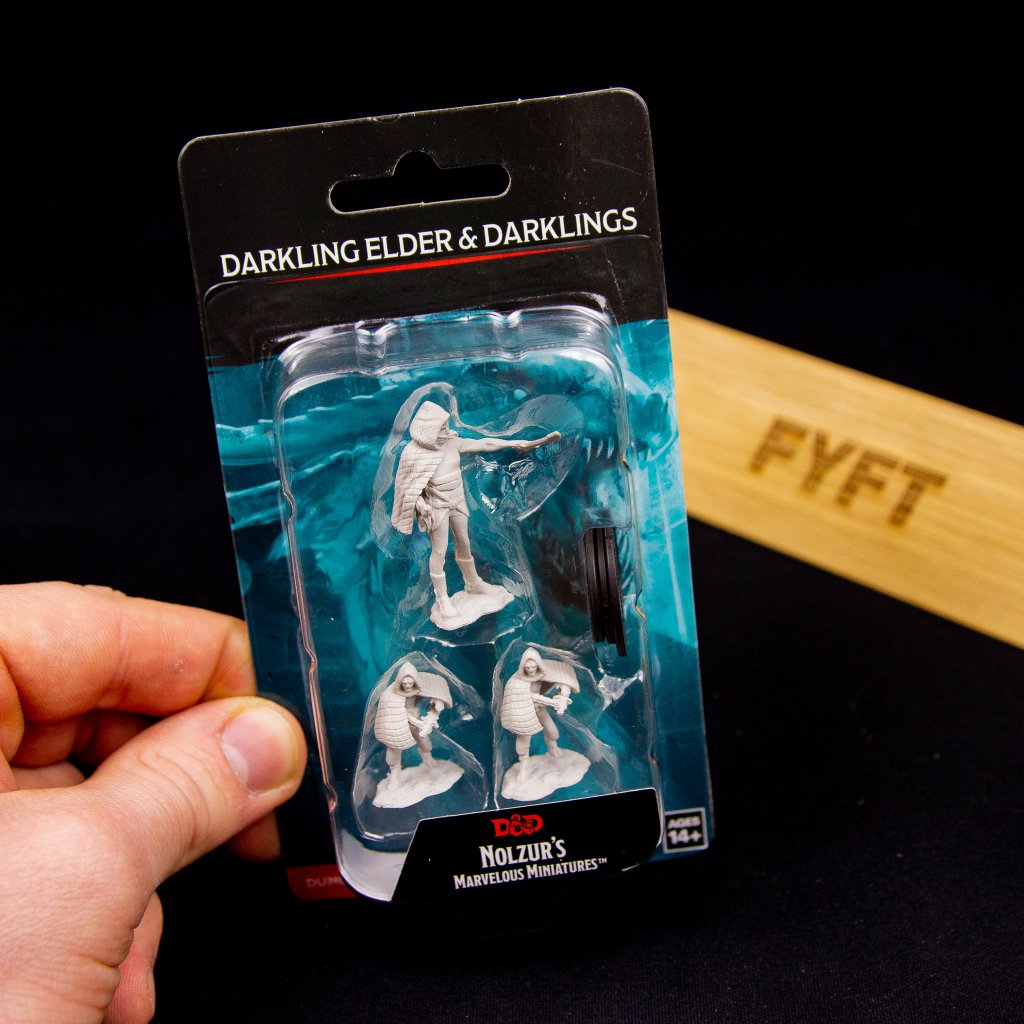 DARKLING ELDER & DARKLINGS
FYFT
D&D
NOLZUR'S
MARVELOUS MINIATURES™
AGES
14+